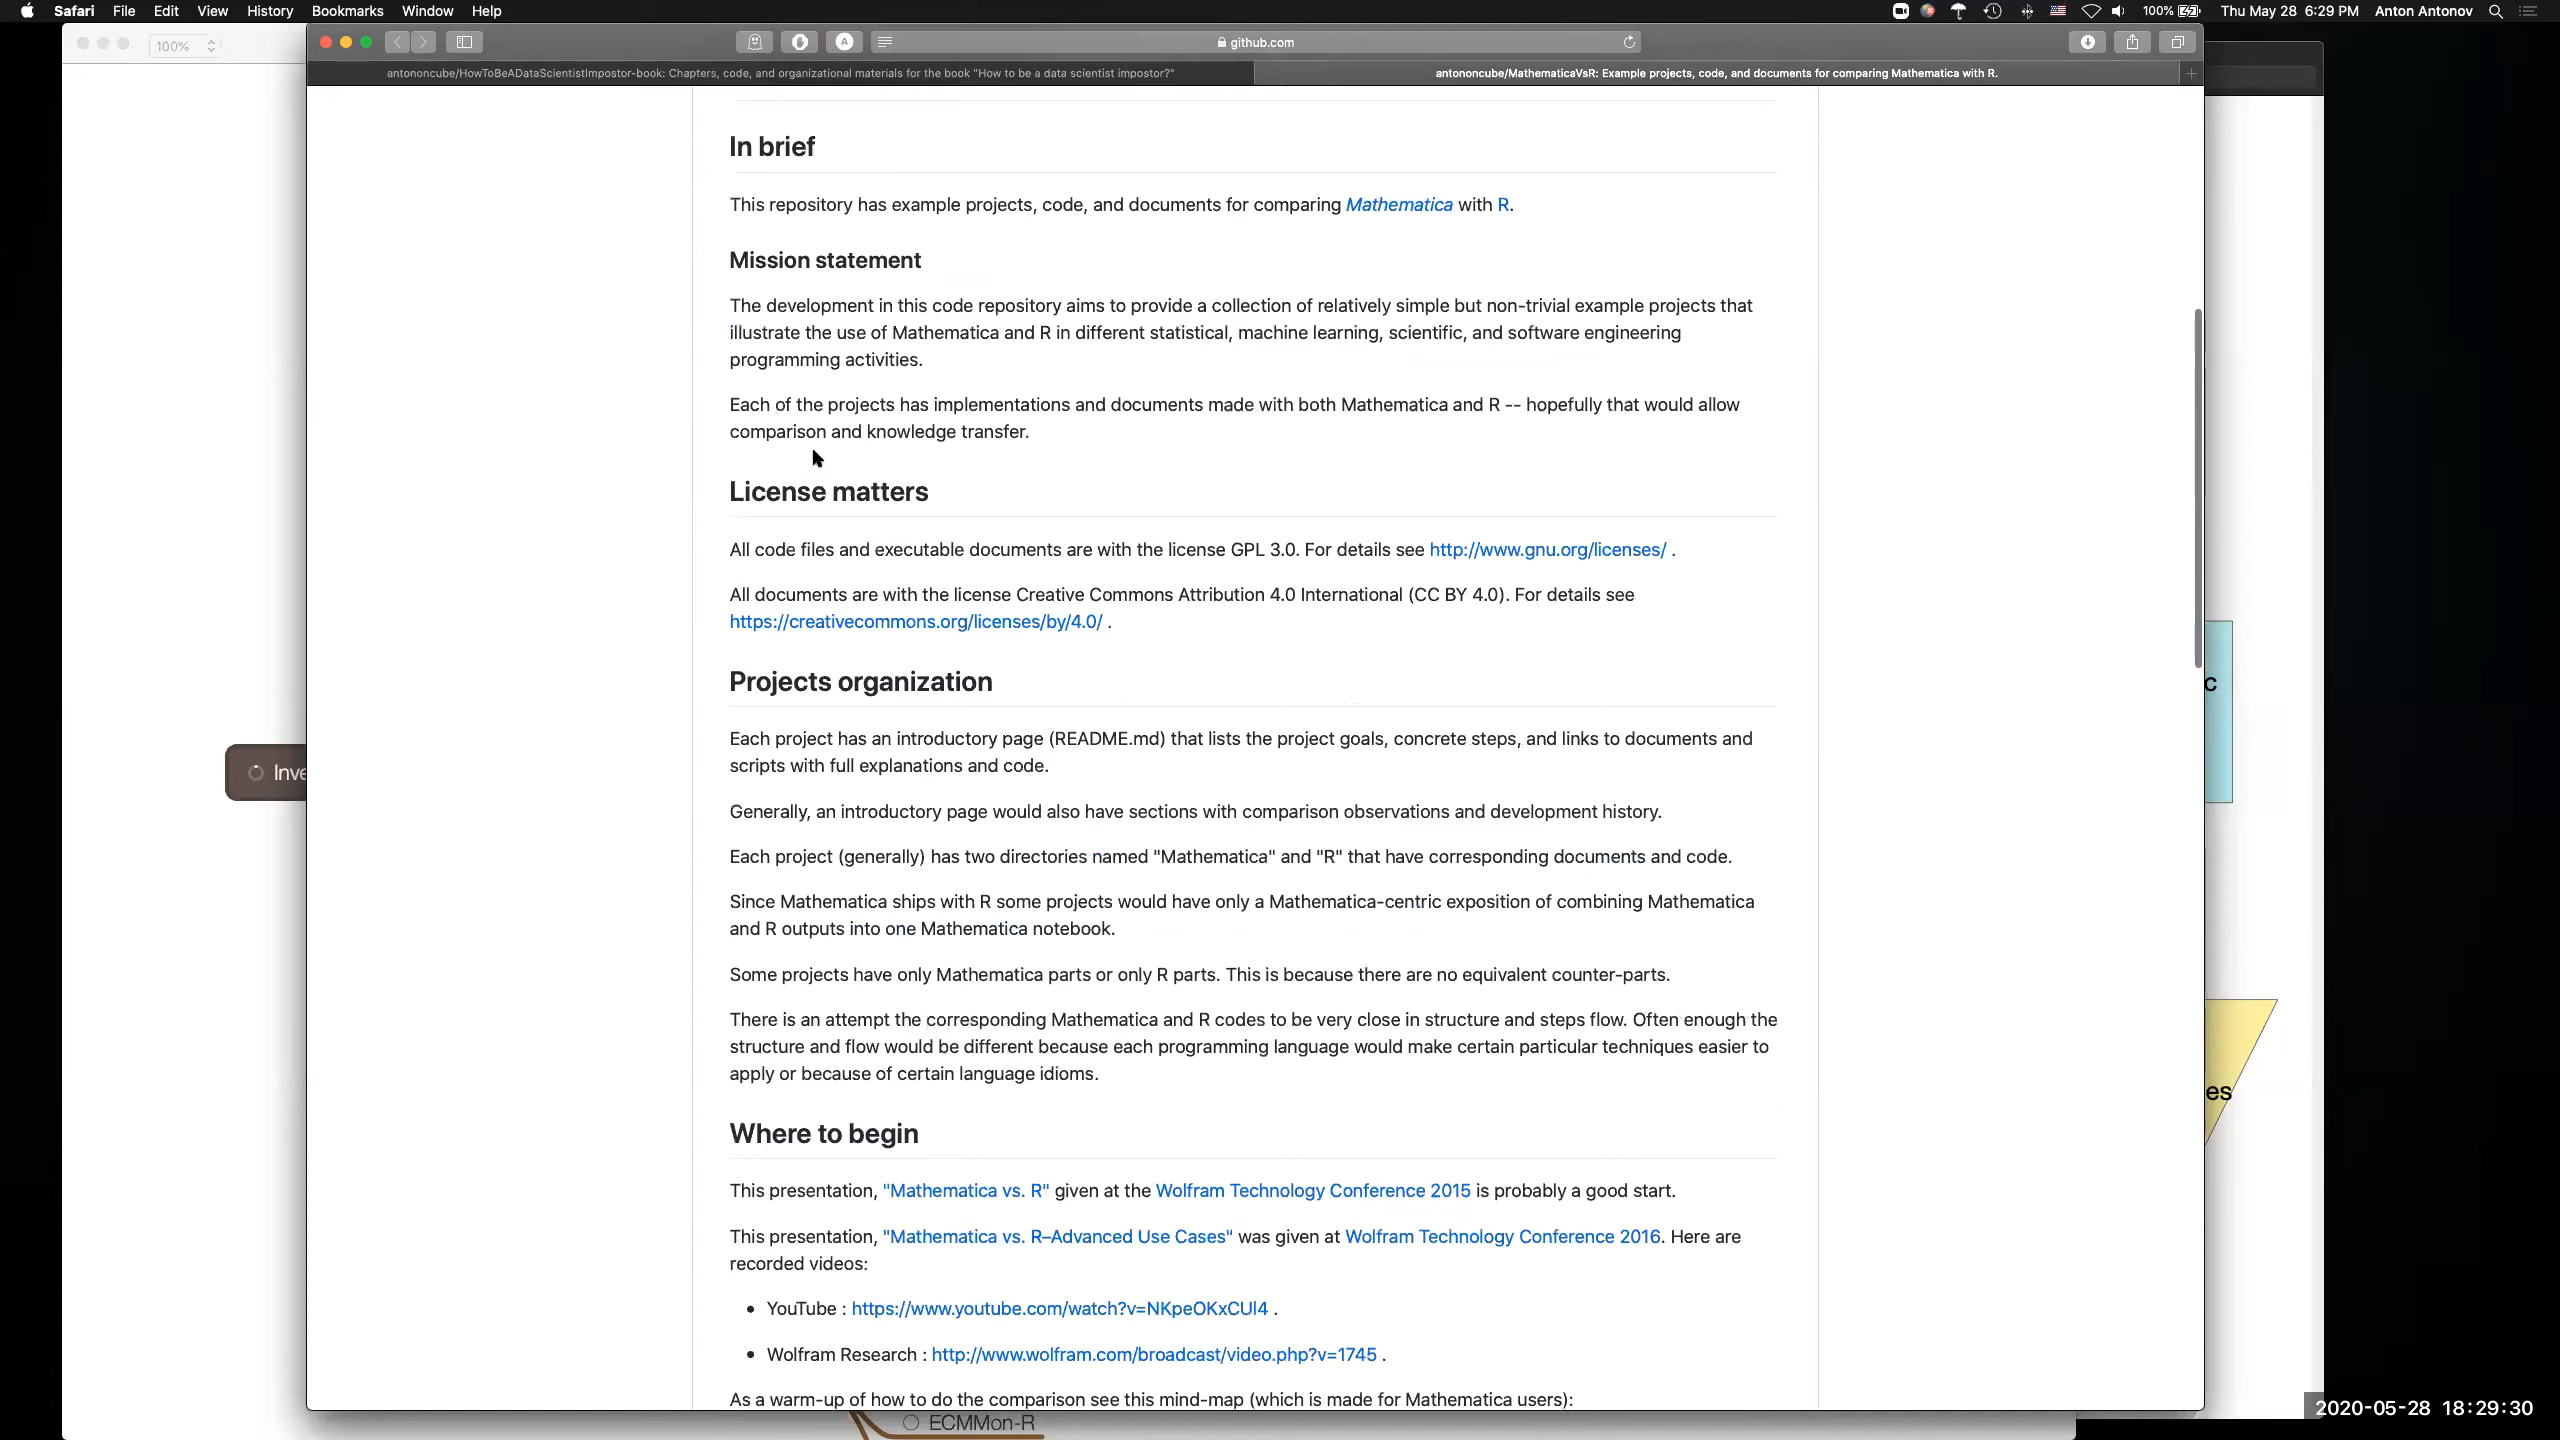 Safari File Edit View History Bookmarks Window Help
100% Thu May 28 6:29 PM Anton Antonov
100%
github.com
antononcube/HowToBeADataScientistImpostor-book: Chapters, code, and organizational materials for the book "How to be a data scientist impostor?"
antononcube/MathematicaVsR: Example projects, code, and documents for comparing Mathematica with R.
In brief
This repository has example projects, code, and documents for comparing Mathematica with R.
Mission statement
The development in this code repository aims to provide a collection of relatively simple but non-trivial example projects that
illustrate the use of Mathematica and R in different statistical, machine learning, scientific, and software engineering
programming activities.
Each of the projects has implementations and documents made with both Mathematica and R -- hopefully that would allow
comparison and knowledge transfer.
License matters
All code files and executable documents are with the license GPL 3.0. For details see http://www.gnu.org/licenses/ .
All documents are with the license Creative Commons Attribution 4.0 International (CC BY 4.0). For details see
https://creativecommons.org/licenses/by/4.0/ .
Projects organization
Each project has an introductory page (README.md) that lists the project goals, concrete steps, and links to documents and
scripts with full explanations and code.
Generally, an introductory page would also have sections with comparison observations and development history.
Each project (generally) has two directories named "Mathematica" and "R" that have corresponding documents and code.
Since Mathematica ships with R some projects would have only a Mathematica-centric exposition of combining Mathematica
and R outputs into one Mathematica notebook.
Some projects have only Mathematica parts or only R parts. This is because there are no equivalent counter-parts.
There is an attempt the corresponding Mathematica and R codes to be very close in structure and steps flow. Often enough the
structure and flow would be different because each programming language would make certain particular techniques easier to
apply or because of certain language idioms.
Where to begin
This presentation, "Mathematica vs. R" given at the Wolfram Technology Conference 2015 is probably a good start.
This presentation, "Mathematica vs. R–Advanced Use Cases" was given at Wolfram Technology Conference 2016. Here are
recorded videos:
• YouTube : https://www.youtube.com/watch?v=NKpeOKxCUl4 .
• Wolfram Research : http://www.wolfram.com/broadcast/video.php?v=1745 .
As a warm-up of how to do the comparison see this mind-map (which is made for Mathematica users):
Inve
c
es
ECMMon-R
2020-05-28 18:29:30